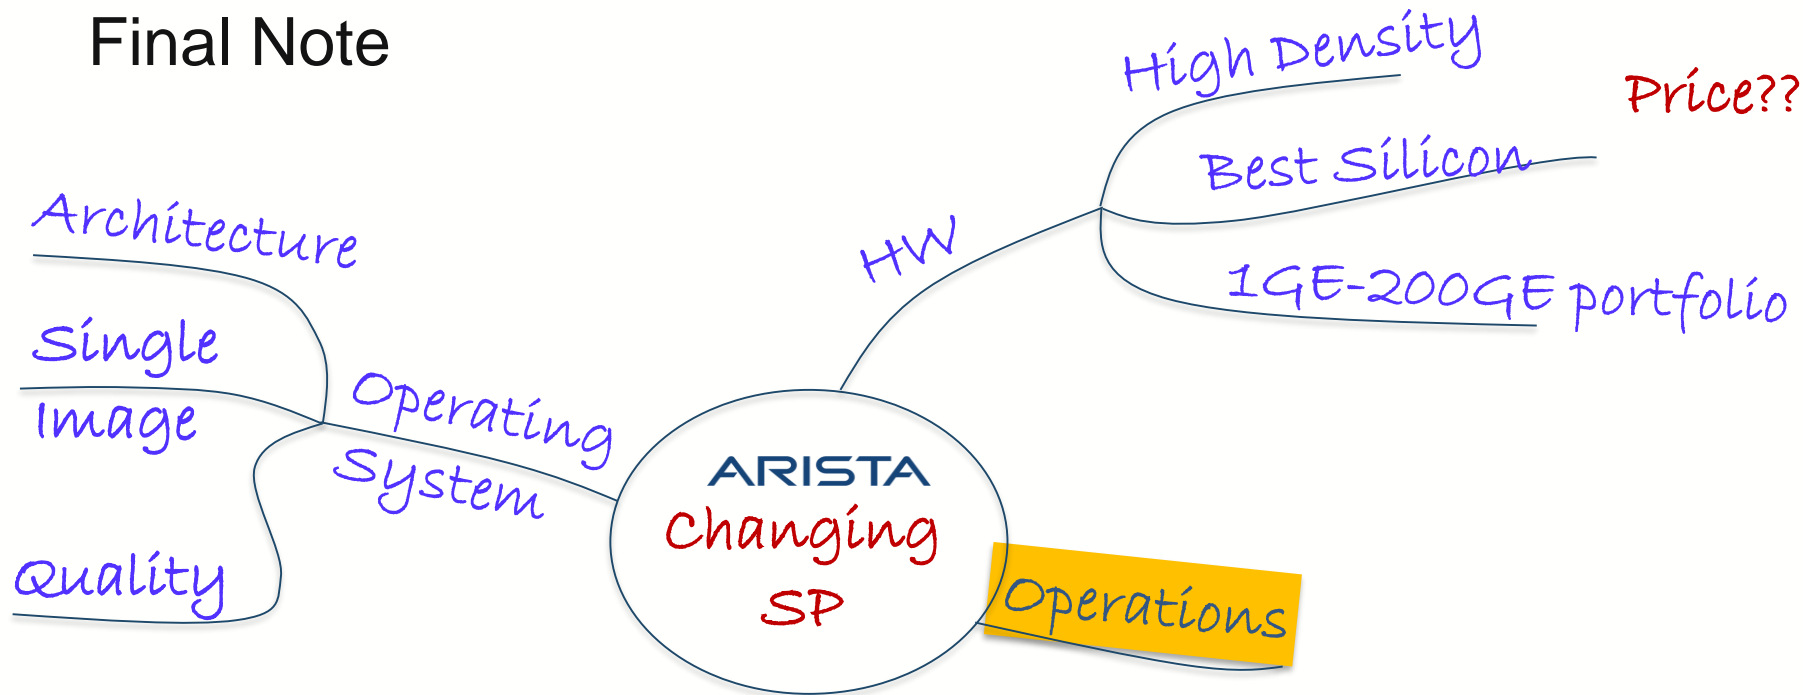 Final Note
High Density
Price??
Best Silicon
HW
1GE-200GE portfolio
Architecture
Single
Image
Operating
System
Quality
ARISTA
Changing
SP
Operations